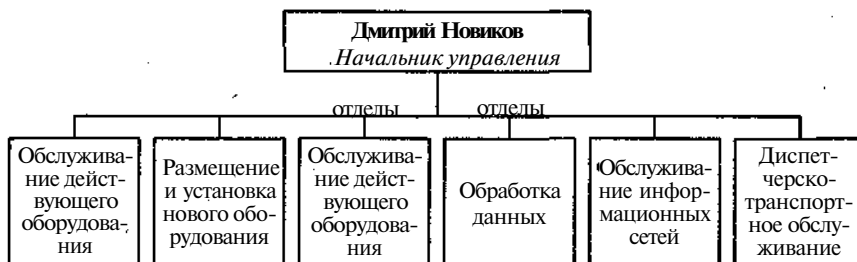 Дмитрий Новиков
Начальник управления
отделы отделы
Обслужива-
ние дейст-
вующего
оборудова-
ния
Размещение
и установка
нового обо-
рудования
Обслужива-
ние дейст-
вующего
оборудова-
ния
Обработка
данных
Обслужива-
ние инфор-
мационных
сетей
Диспет-
черско-
транспорт-
ное обслу-
живание